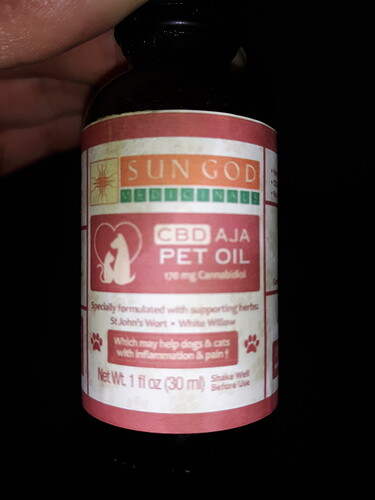 SUN GOD
MEDICINALS
CBD AJA
PET OIL
170 mg Cannabidiol
Specially formulated with supporting herbs:
St John's Wort • White Willow
Which may help dogs & cats
with inflammation & pain †
Net Wt. 1 fl oz (30 ml)
Shake Well
Before Use